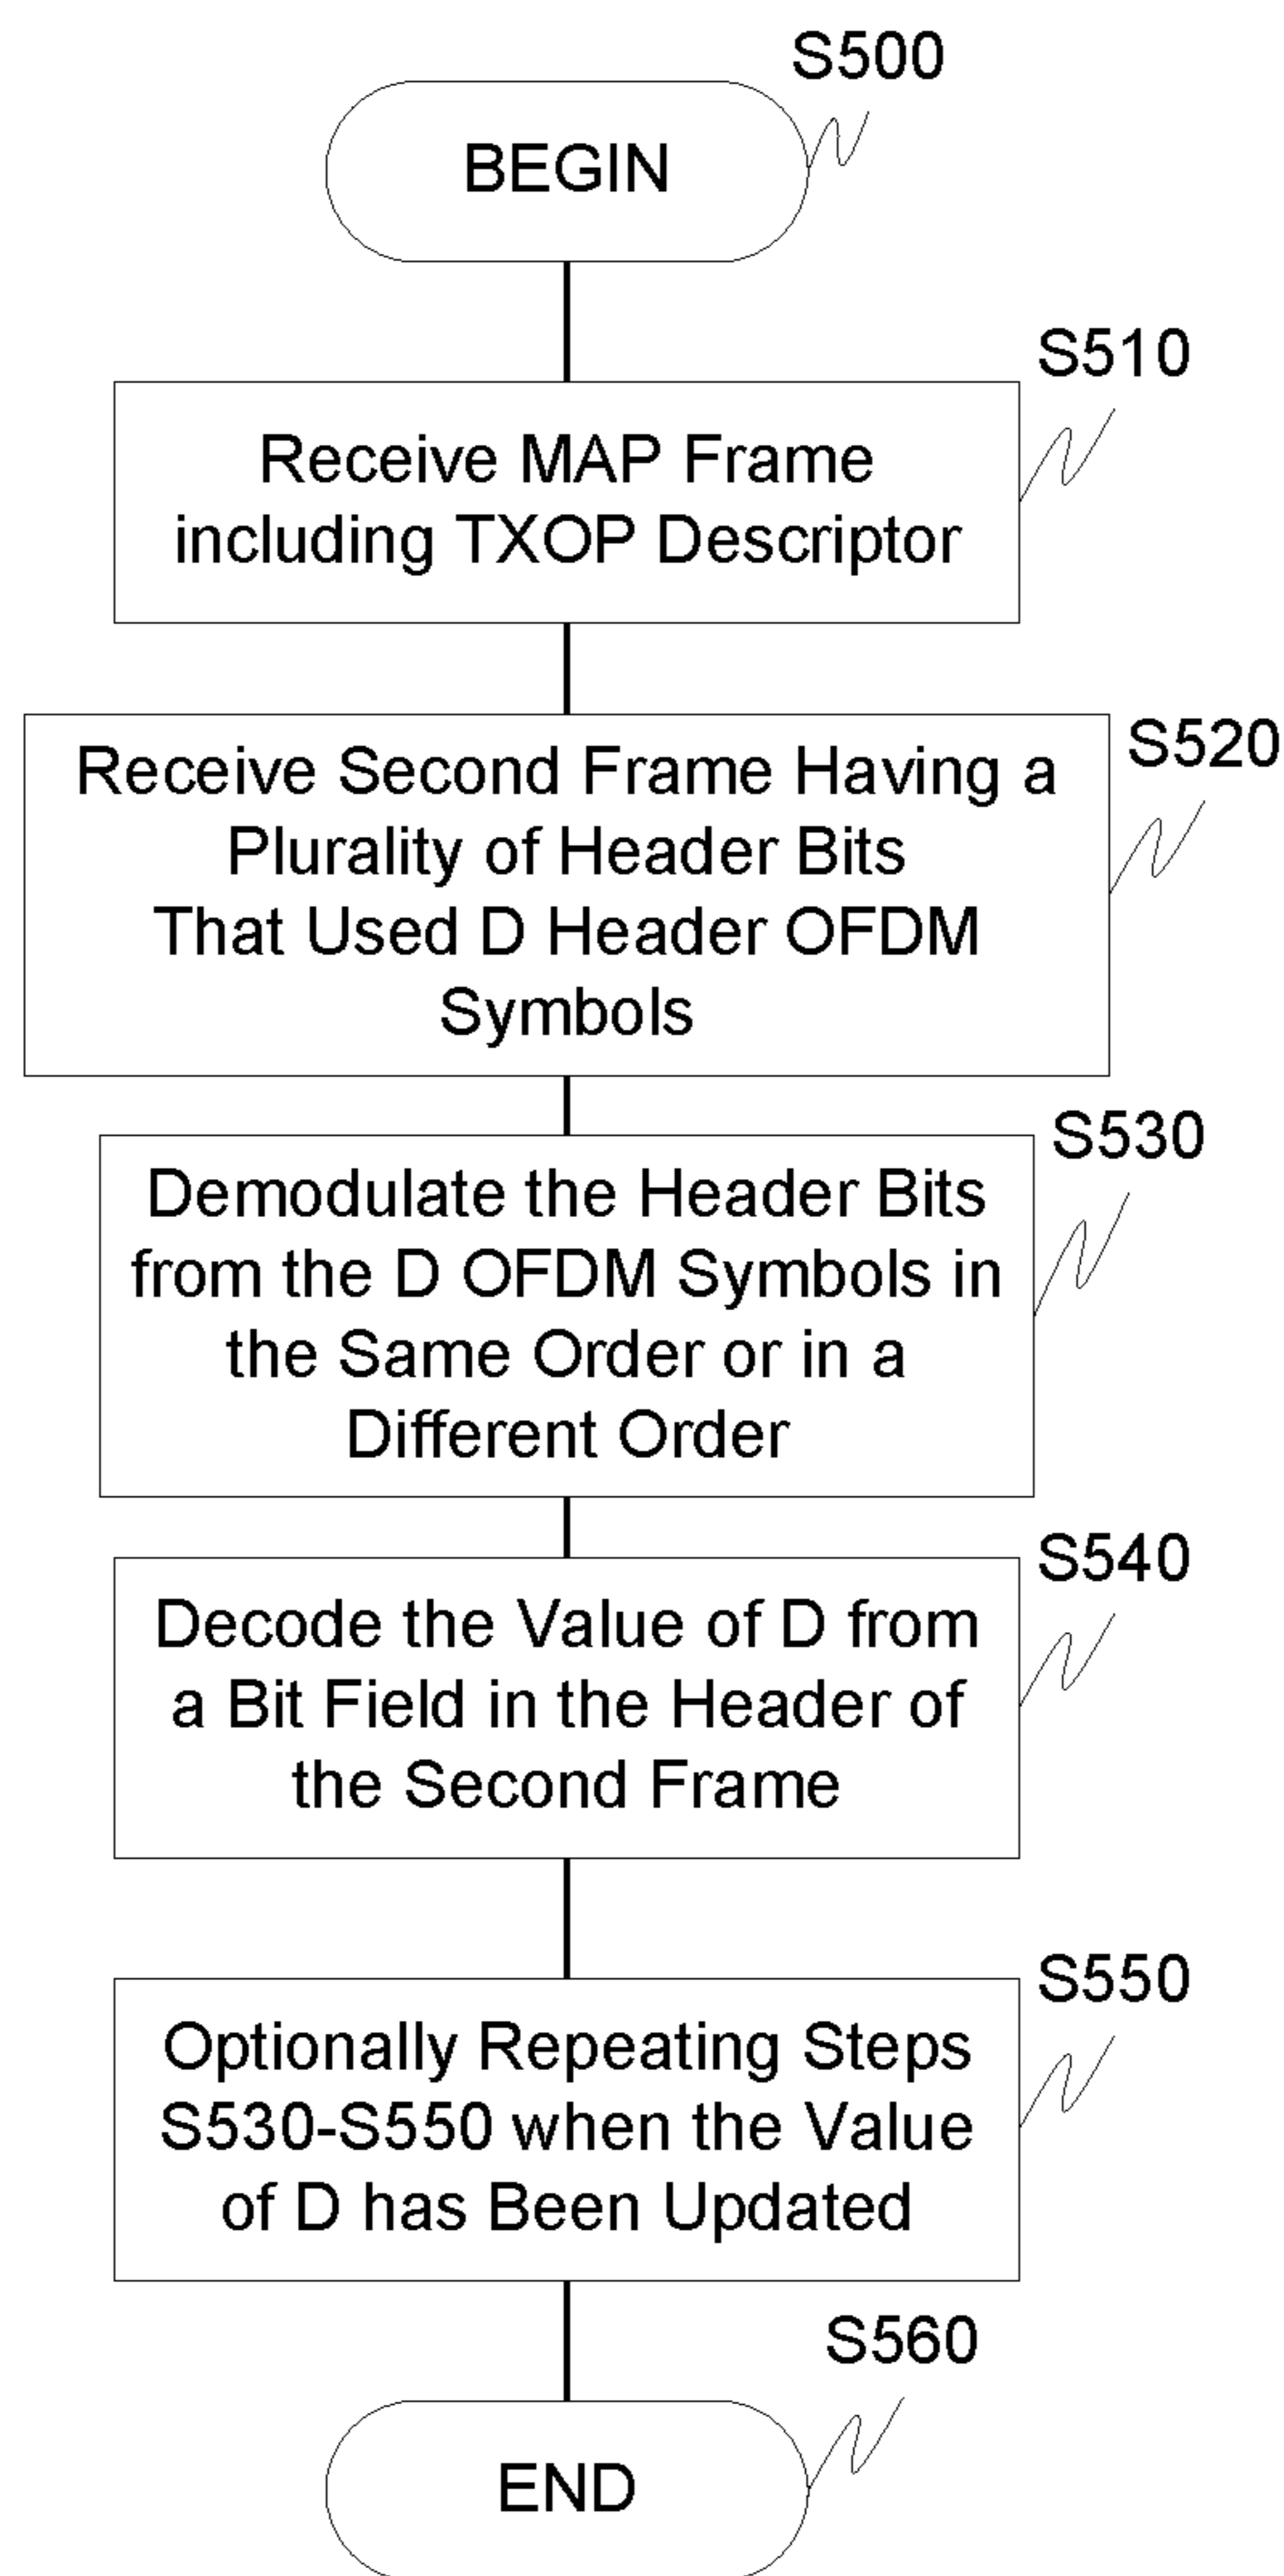 S500
BEGIN
S510
Receive MAP Frame
including TXOP Descriptor
S520
Receive Second Frame Having a
Plurality of Header Bits
That Used D Header OFDM
Symbols
S530
Demodulate the Header Bits
from the D OFDM Symbols in
the Same Order or in a
Different Order
S540
Decode the Value of D from
a Bit Field in the Header of
the Second Frame
S550
Optionally Repeating Steps
S530-S550 when the Value
of D has Been Updated
S560
END